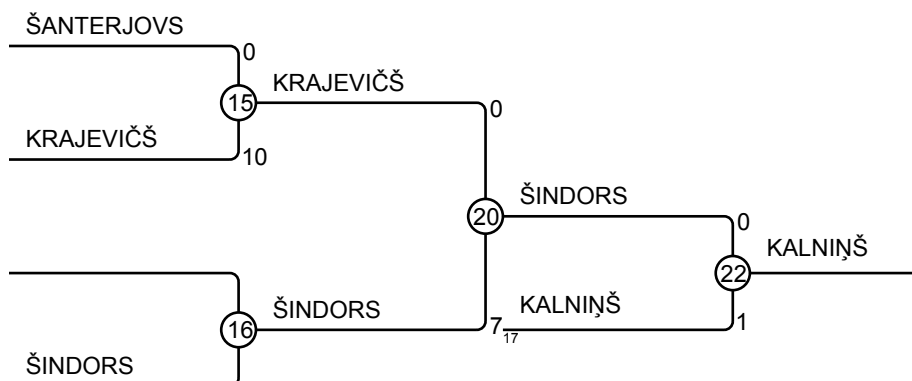 ŠANTERJOVS
0
15
KRAJEVIČŠ
0
KRAJEVIČŠ
10
20
ŠINDORS
0
22
KALNIŅŠ
16
ŠINDORS
7
17
KALNIŅŠ
1
ŠINDORS